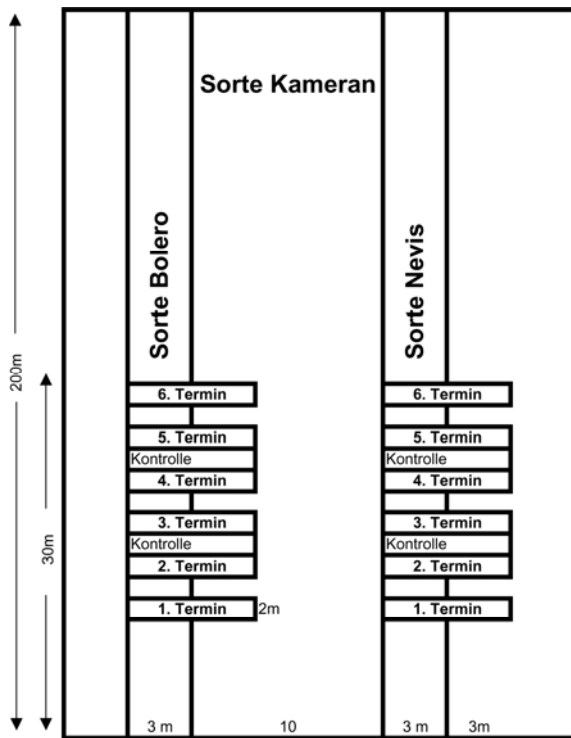 Sorte Kameran
Sorte Bolero
Sorte Nevis
200m
30m
6. Termin
5. Termin
Kontrolle
4. Termin
3. Termin
Kontrolle
2. Termin
1. Termin
2m
6. Termin
5. Termin
Kontrolle
4. Termin
3. Termin
Kontrolle
2. Termin
1. Termin
3 m
10
3 m
3m